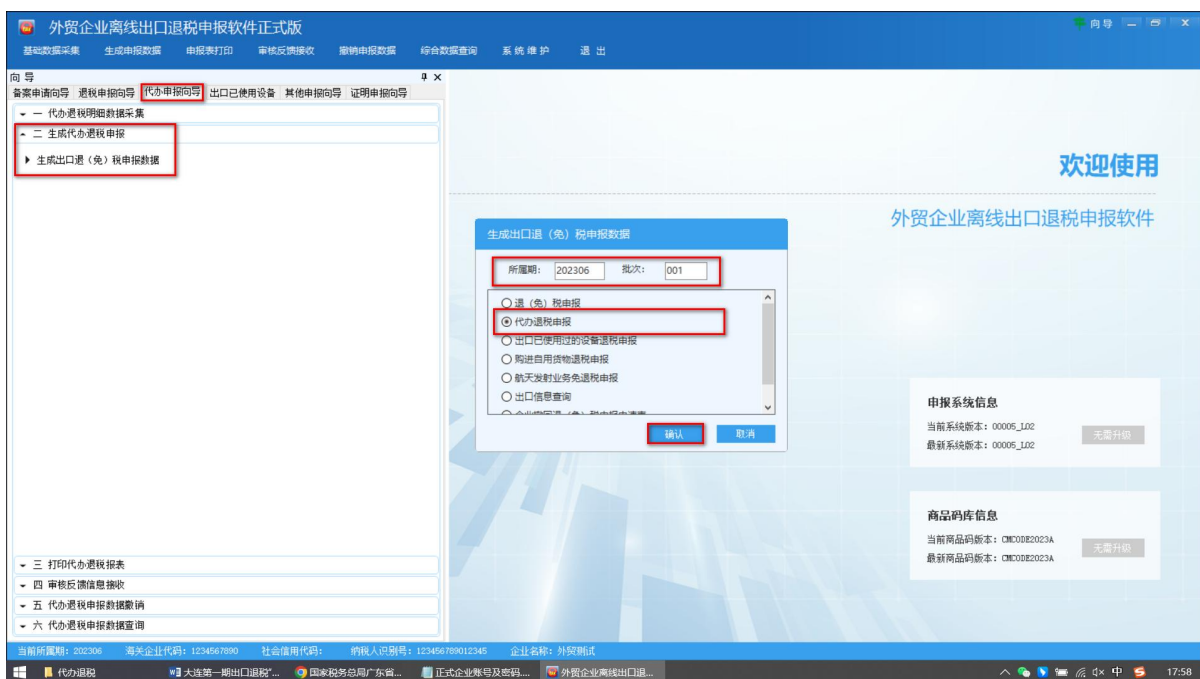 外贸企业离线出口退税申报软件正式版
向导
基础数据采集 生成申报数据 申报表打印 审核反馈接收 撤销申报数据 综合数据查询 系统维护 退出
向导
备案申请向导 退税申报向导 代办申报向导 出口已使用设备 其他申报向导 证明申报向导
一 代办退税明细数据采集
二 生成代办退税申报
生成出口退（免）税申报数据
欢迎使用
外贸企业离线出口退税申报软件
生成出口退（免）税申报数据
所属期： 202306 批次： 001
退（免）税申报
代办退税申报
出口已使用过的设备退税申报
购进自用货物退税申报
航天发射业务免退税申报
出口信息查询
确认 取消
申报系统信息
当前系统版本：00005_L02
最新系统版本：00005_L02
无需升级
商品码库信息
当前商品码版本：CMCODE2023A
最新商品码版本：CMCODE2023A
无需升级
三 打印代办退税报表
四 审核反馈信息接收
五 代办退税申报数据撤销
六 代办退税申报数据查询
当前所属期：202306 海关企业代码：1234567890 社会信用代码： 纳税人识别号：123456789012345 企业名称：外贸测试
代办退税 大连第一期出口退税"... 国家税务总局广东省... 正式企业账号及密码.... 外贸企业离线出口退... 中 17:58